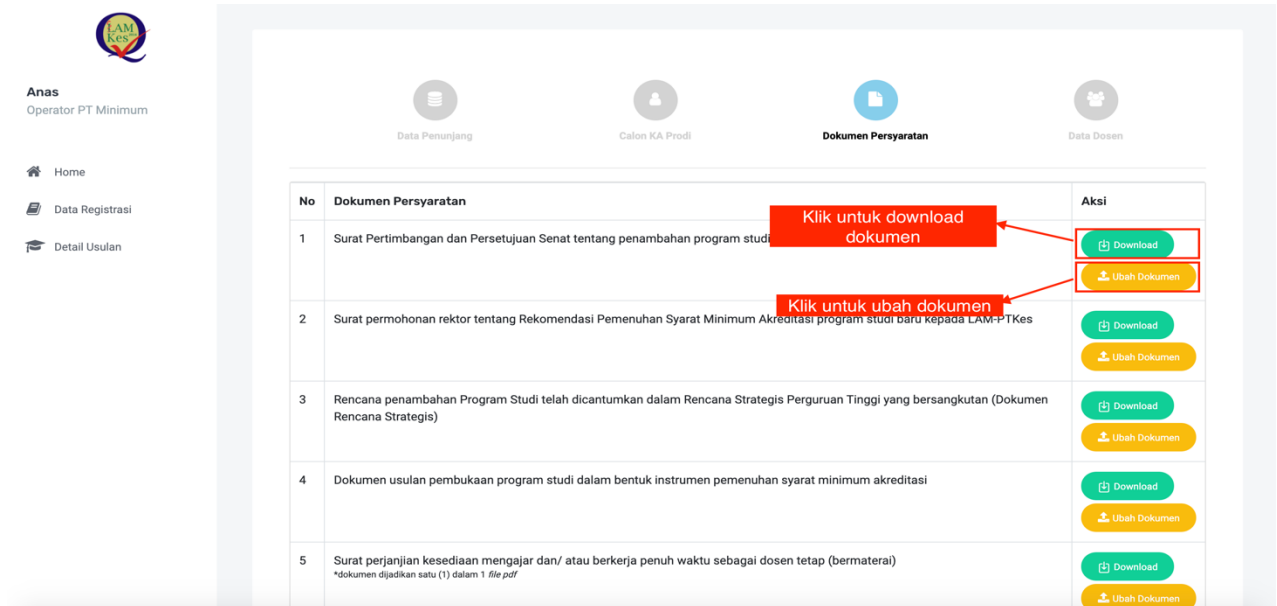 LAM
Kes
Anas
Operator PT Minimum
Home
Data Registrasi
Detail Usulan
Data Penunjang
Calon KA Prodi
Dokumen Persyaratan
Data Dosen
No Dokumen Persyaratan Aksi
Klik untuk download
dokumen
1 Surat Pertimbangan dan Persetujuan Senat tentang penambahan program studi
Download
Ubah Dokumen
Klik untuk ubah dokumen
2 Surat permohonan rektor tentang Rekomendasi Pemenuhan Syarat Minimum Akreditasi program studi baru kepada LAM-PTKes
Download
Ubah Dokumen
3 Rencana penambahan Program Studi telah dicantumkan dalam Rencana Strategis Perguruan Tinggi yang bersangkutan (Dokumen
Rencana Strategis)
Download
Ubah Dokumen
4 Dokumen usulan pembukaan program studi dalam bentuk instrumen pemenuhan syarat minimum akreditasi
Download
Ubah Dokumen
5 Surat perjanjian kesediaan mengajar dan/ atau berkerja penuh waktu sebagai dosen tetap (bermaterai)
*dokumen dijadikan satu (1) dalam 1 file pdf
Download
Ubah Dokumen